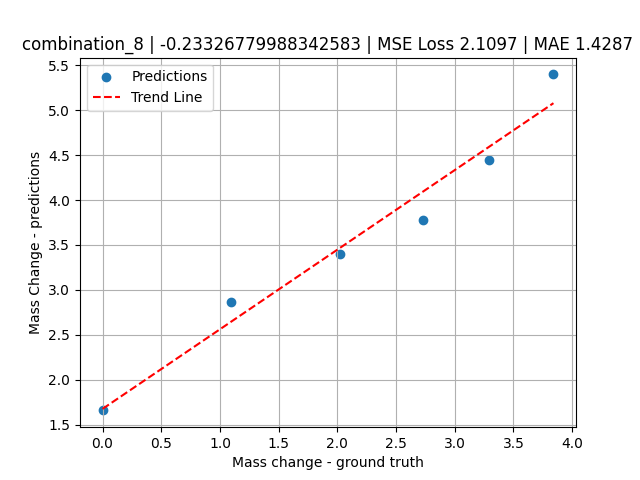 combination_8 | -0.23326779988342583 | MSE Loss 2.1097 | MAE 1.4287
Predictions
Trend Line
5.5
5.0
4.5
4.0
3.5
3.0
2.5
2.0
1.5
Mass Change - predictions
0.0 0.5 1.0 1.5 2.0 2.5 3.0 3.5 4.0
Mass change - ground truth